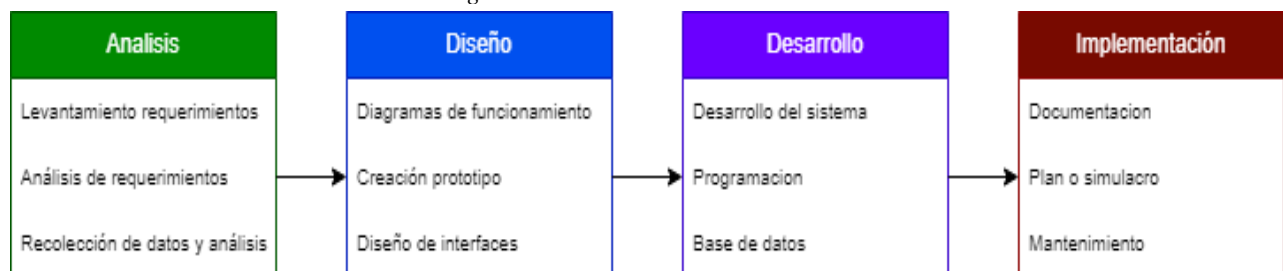 Analisis
Levantamiento requerimientos
Análisis de requerimientos
Recolección de datos y análisis
Diseño
Diagramas de funcionamiento
Creación prototipo
Diseño de interfaces
Desarrollo
Desarrollo del sistema
Programacion
Base de datos
Implementación
Documentacion
Plan o simulacro
Mantenimiento